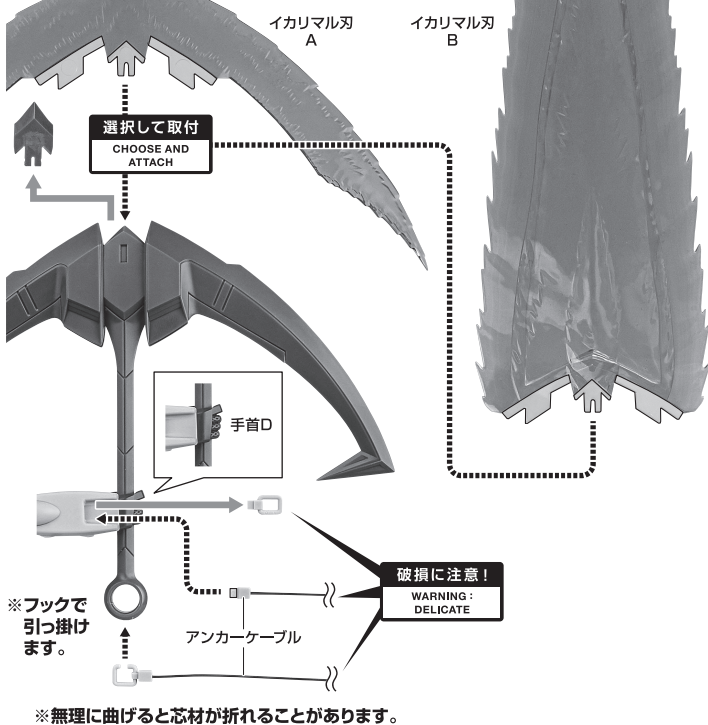 イカリマル刃
A
イカリマル刃
B
選択して取付
CHOOSE AND
ATTACH
手首D
破損に注意！
WARNING：
DELICATE
※フックで
引っ掛け
ます。
アンカーケーブル
※無理に曲げると芯材が折れることがあります。